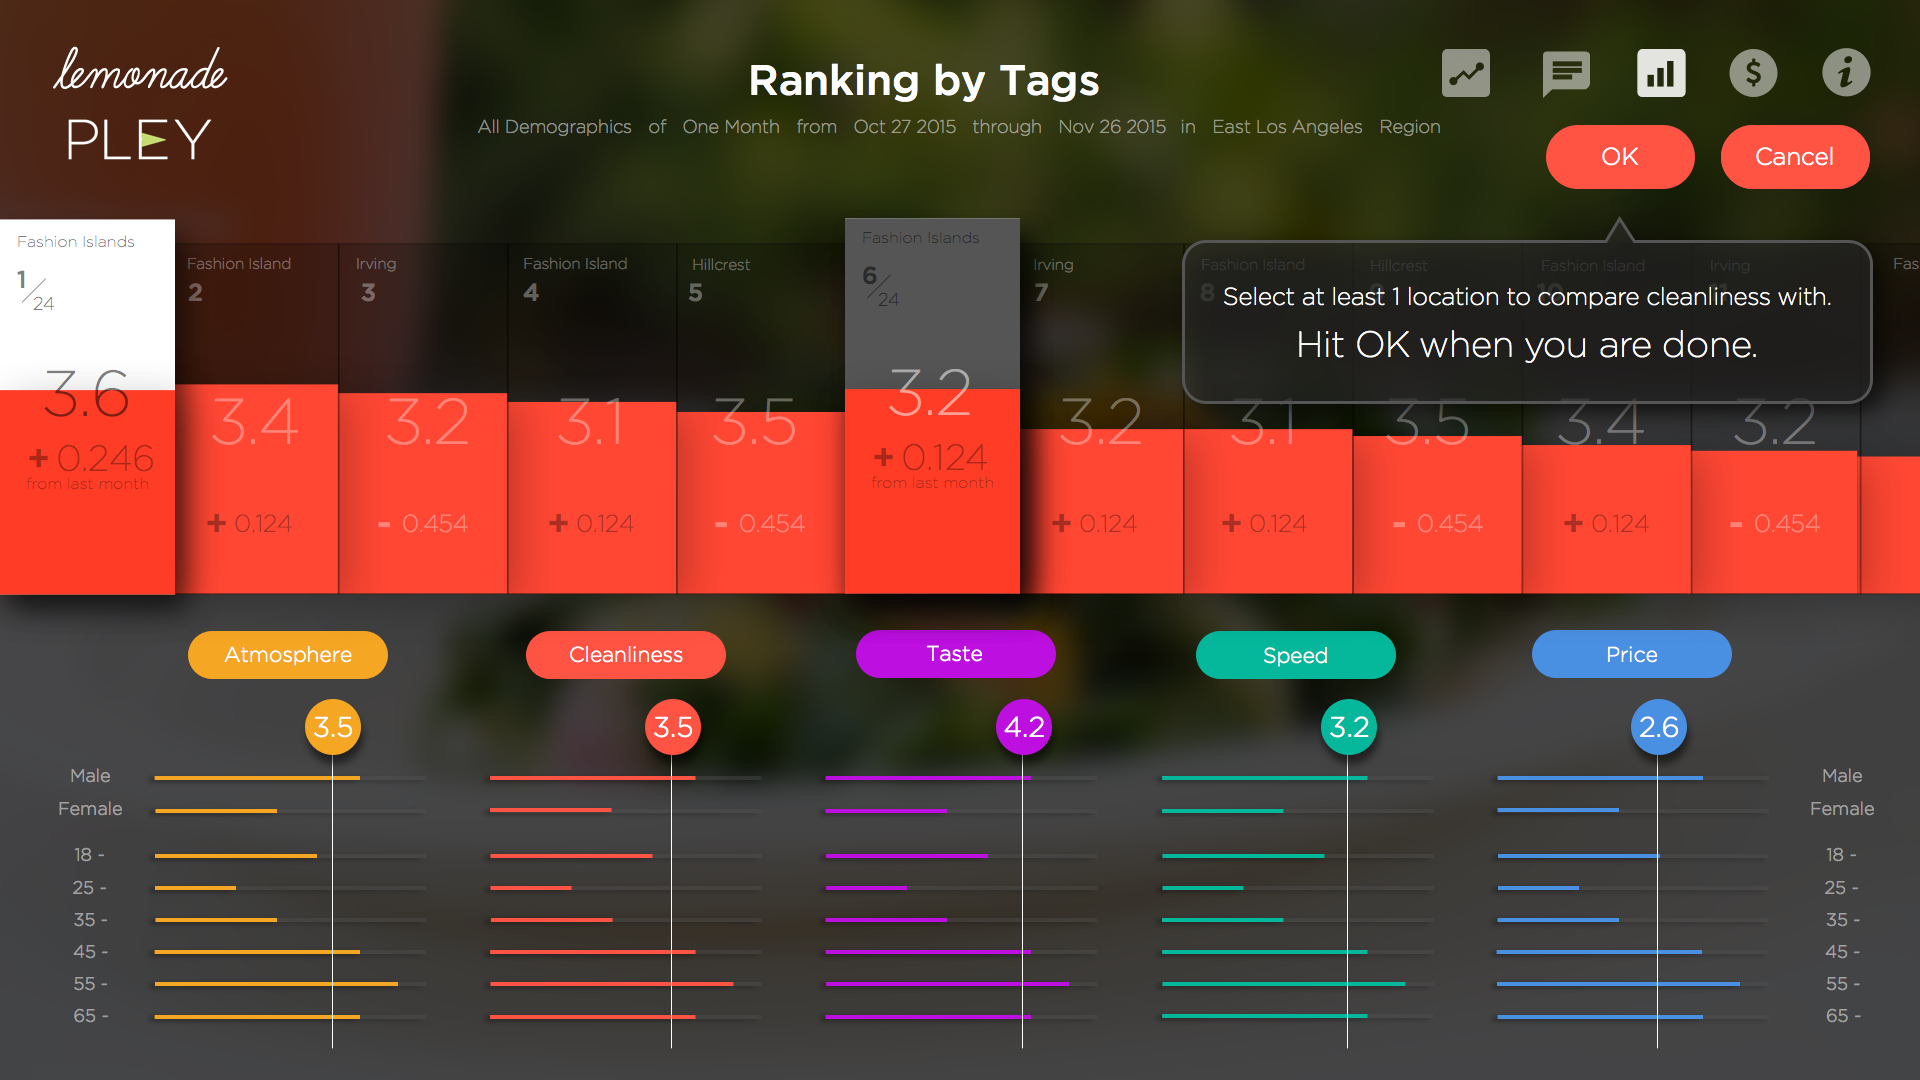 lemonade
PLEY
Ranking by Tags
All Demographics of One Month from Oct 27 2015 through Nov 26 2015 in East Los Angeles Region
OK
Cancel
Select at least 1 location to compare cleanliness with.
Hit OK when you are done.
Fashion Islands
1/24
3.6
+ 0.246
from last month
Fashion Island
2
3.4
+ 0.124
Irving
3
3.2
- 0.454
Fashion Island
4
3.1
+ 0.124
Hillcrest
5
3.5
- 0.454
Fashion Islands
6/24
3.2
+ 0.124
from last month
Irving
7
3.2
+ 0.124
Fashion Island
8
3.1
+ 0.124
Hillcrest
3.5
- 0.454
Fashion Island
10
3.4
+ 0.124
Irving
11
3.2
- 0.454
Fas
Atmosphere
Cleanliness
Taste
Speed
Price
3.5
3.5
4.2
3.2
2.6
Male
Male
Female
Female
18 -
18 -
25 -
25 -
35 -
35 -
45 -
45 -
55 -
55 -
65 -
65 -